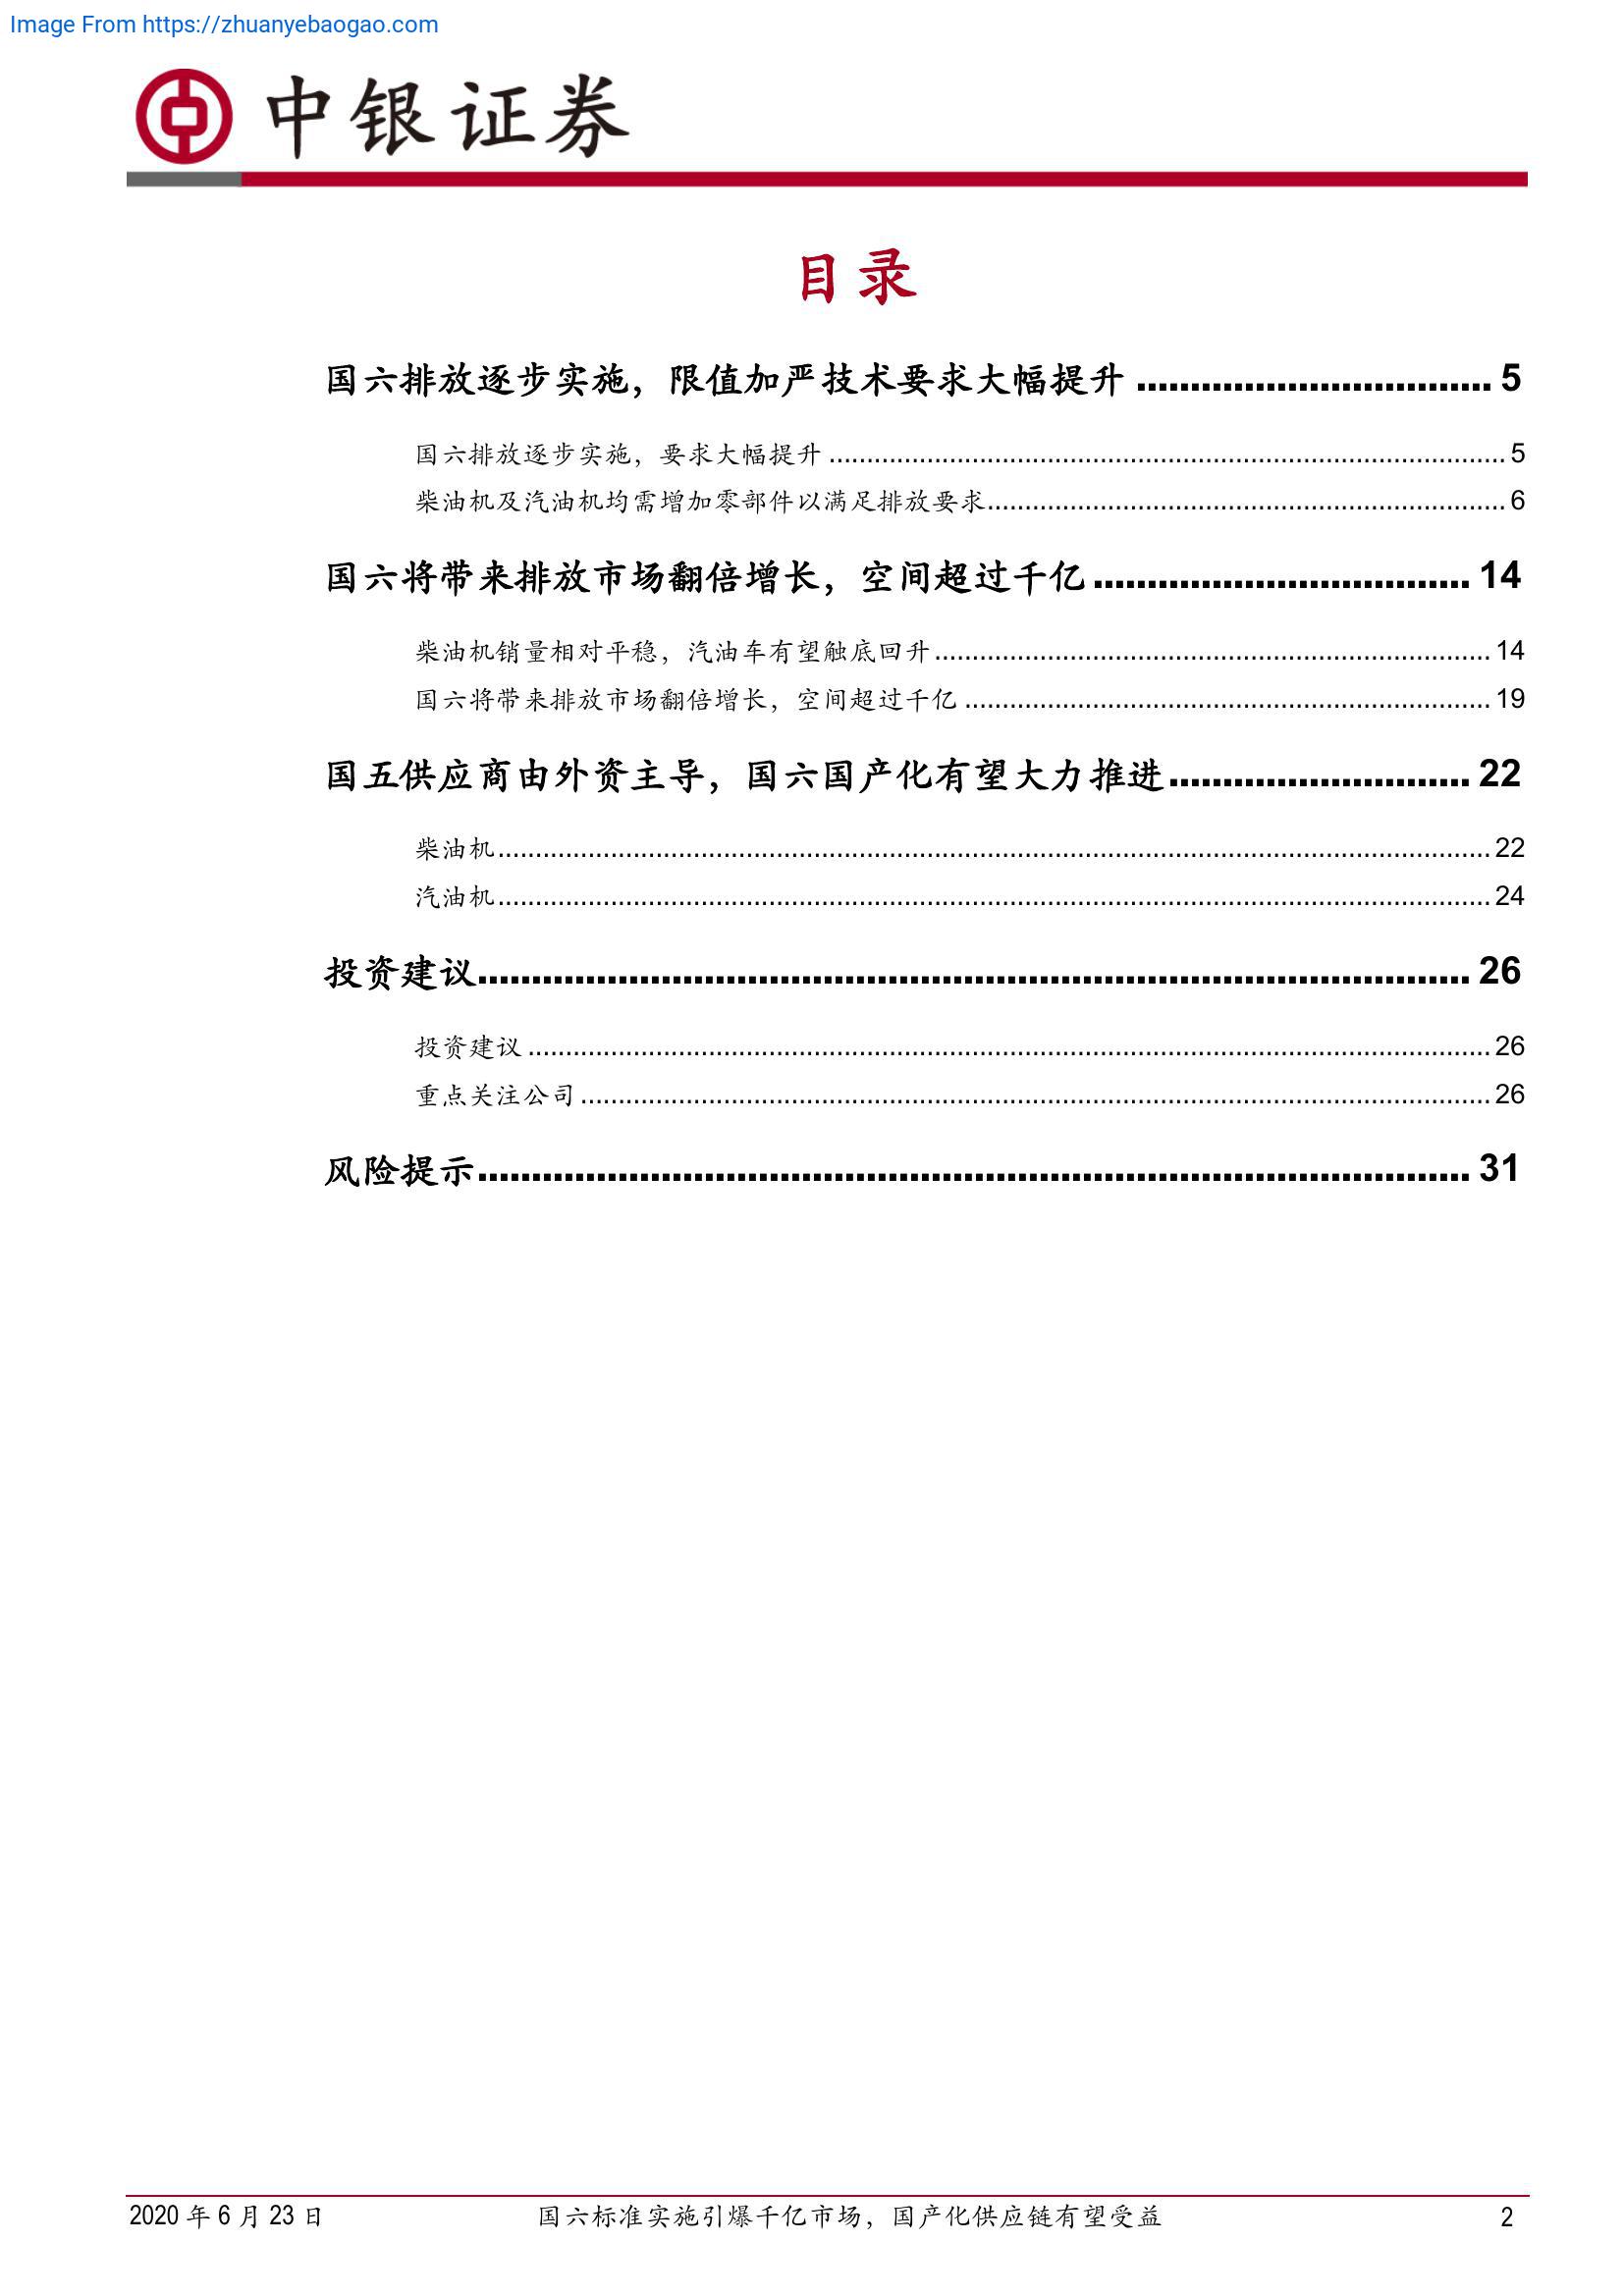 Image From https://zhuanyebaogao.com
中银证券
目录
国六排放逐步实施，限值加严技术要求大幅提升 ................................. 5
国六排放逐步实施，要求大幅提升 .......................................................................................... 5
柴油机及汽油机均需增加零部件以满足排放要求..................................................................... 6
国六将带来排放市场翻倍增长，空间超过千亿................................... 14
柴油机销量相对平稳，汽油车有望触底回升.......................................................................... 14
国六将带来排放市场翻倍增长，空间超过千亿 ...................................................................... 19
国五供应商由外资主导，国六国产化有望大力推进............................ 22
柴油机.................................................................................................................................... 22
汽油机.................................................................................................................................... 24
投资建议............................................................................................ 26
投资建议 ................................................................................................................................ 26
重点关注公司 ......................................................................................................................... 26
风险提示............................................................................................ 31
2020 年 6 月 23 日 国六标准实施引爆千亿市场，国产化供应链有望受益 2